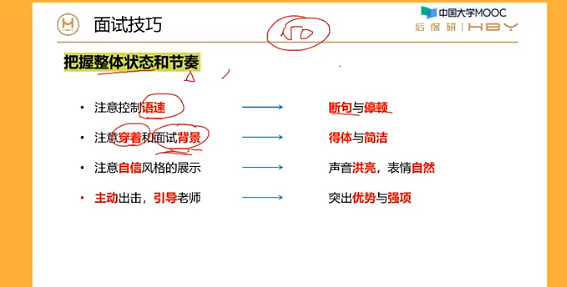 面试技巧
中国大学MOOC
后保研 HBY
把握整体状态和节奏
• 注意控制语速 断句与停顿
• 注意穿着和面试背景 得体与简洁
• 注意自信风格的展示 声音洪亮，表情自然
• 主动出击，引导老师 突出优势与强项